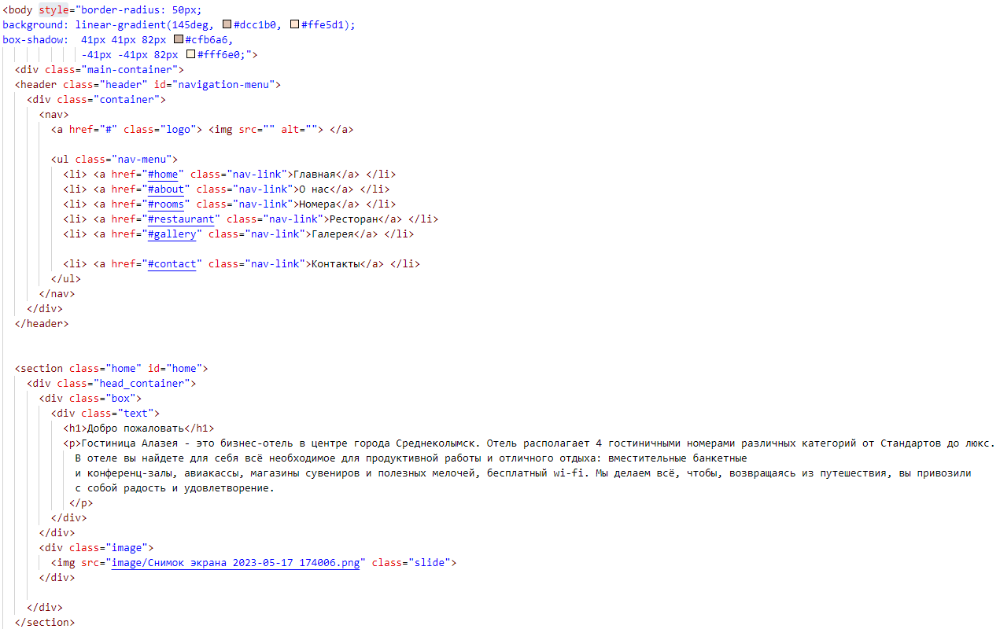 <body style="border-radius: 50px;
background: linear-gradient(145deg, #dcc1b0, #ffe5d1);
box-shadow:  41px 41px 82px #cfb6a6,
             -41px -41px 82px #fff6e0;">
  <div class="main-container">
  <header class="header" id="navigation-menu">
    <div class="container">
      <nav>
        <a href="#" class="logo"> <img src="" alt=""> </a>
        <ul class="nav-menu">
          <li> <a href="#home" class="nav-link">Главная</a> </li>
          <li> <a href="#about" class="nav-link">О нас</a> </li>
          <li> <a href="#rooms" class="nav-link">Номера</a> </li>
          <li> <a href="#restaurant" class="nav-link">Ресторан</a> </li>
          <li> <a href="#gallery" class="nav-link">Галерея</a> </li>
          <li> <a href="#contact" class="nav-link">Контакты</a> </li>
        </ul>
      </nav>
    </div>
  </header>
  <section class="home" id="home">
    <div class="head_container">
      <div class="box">
        <div class="text">
          <h1>Добро пожаловать</h1>
          <p>Гостиница Алазея - это бизнес-отель в центре города Среднеколымск. Отель располагает 4 гостиничными номерами различных категорий от Стандартов до люкс.
            В отеле вы найдете для себя всё необходимое для продуктивной работы и отличного отдыха: вместительные банкетные
            и конференц-залы, авиакассы, магазины сувениров и полезных мелочей, бесплатный wi-fi. Мы делаем всё, чтобы, возвращаясь из путешествия, вы привозили
            с собой радость и удовлетворение.
           </p>
        </div>
      </div>
      <div class="image">
        <img src="image/Снимок экрана 2023-05-17 174006.png" class="slide">
      </div>
    </div>
  </section>